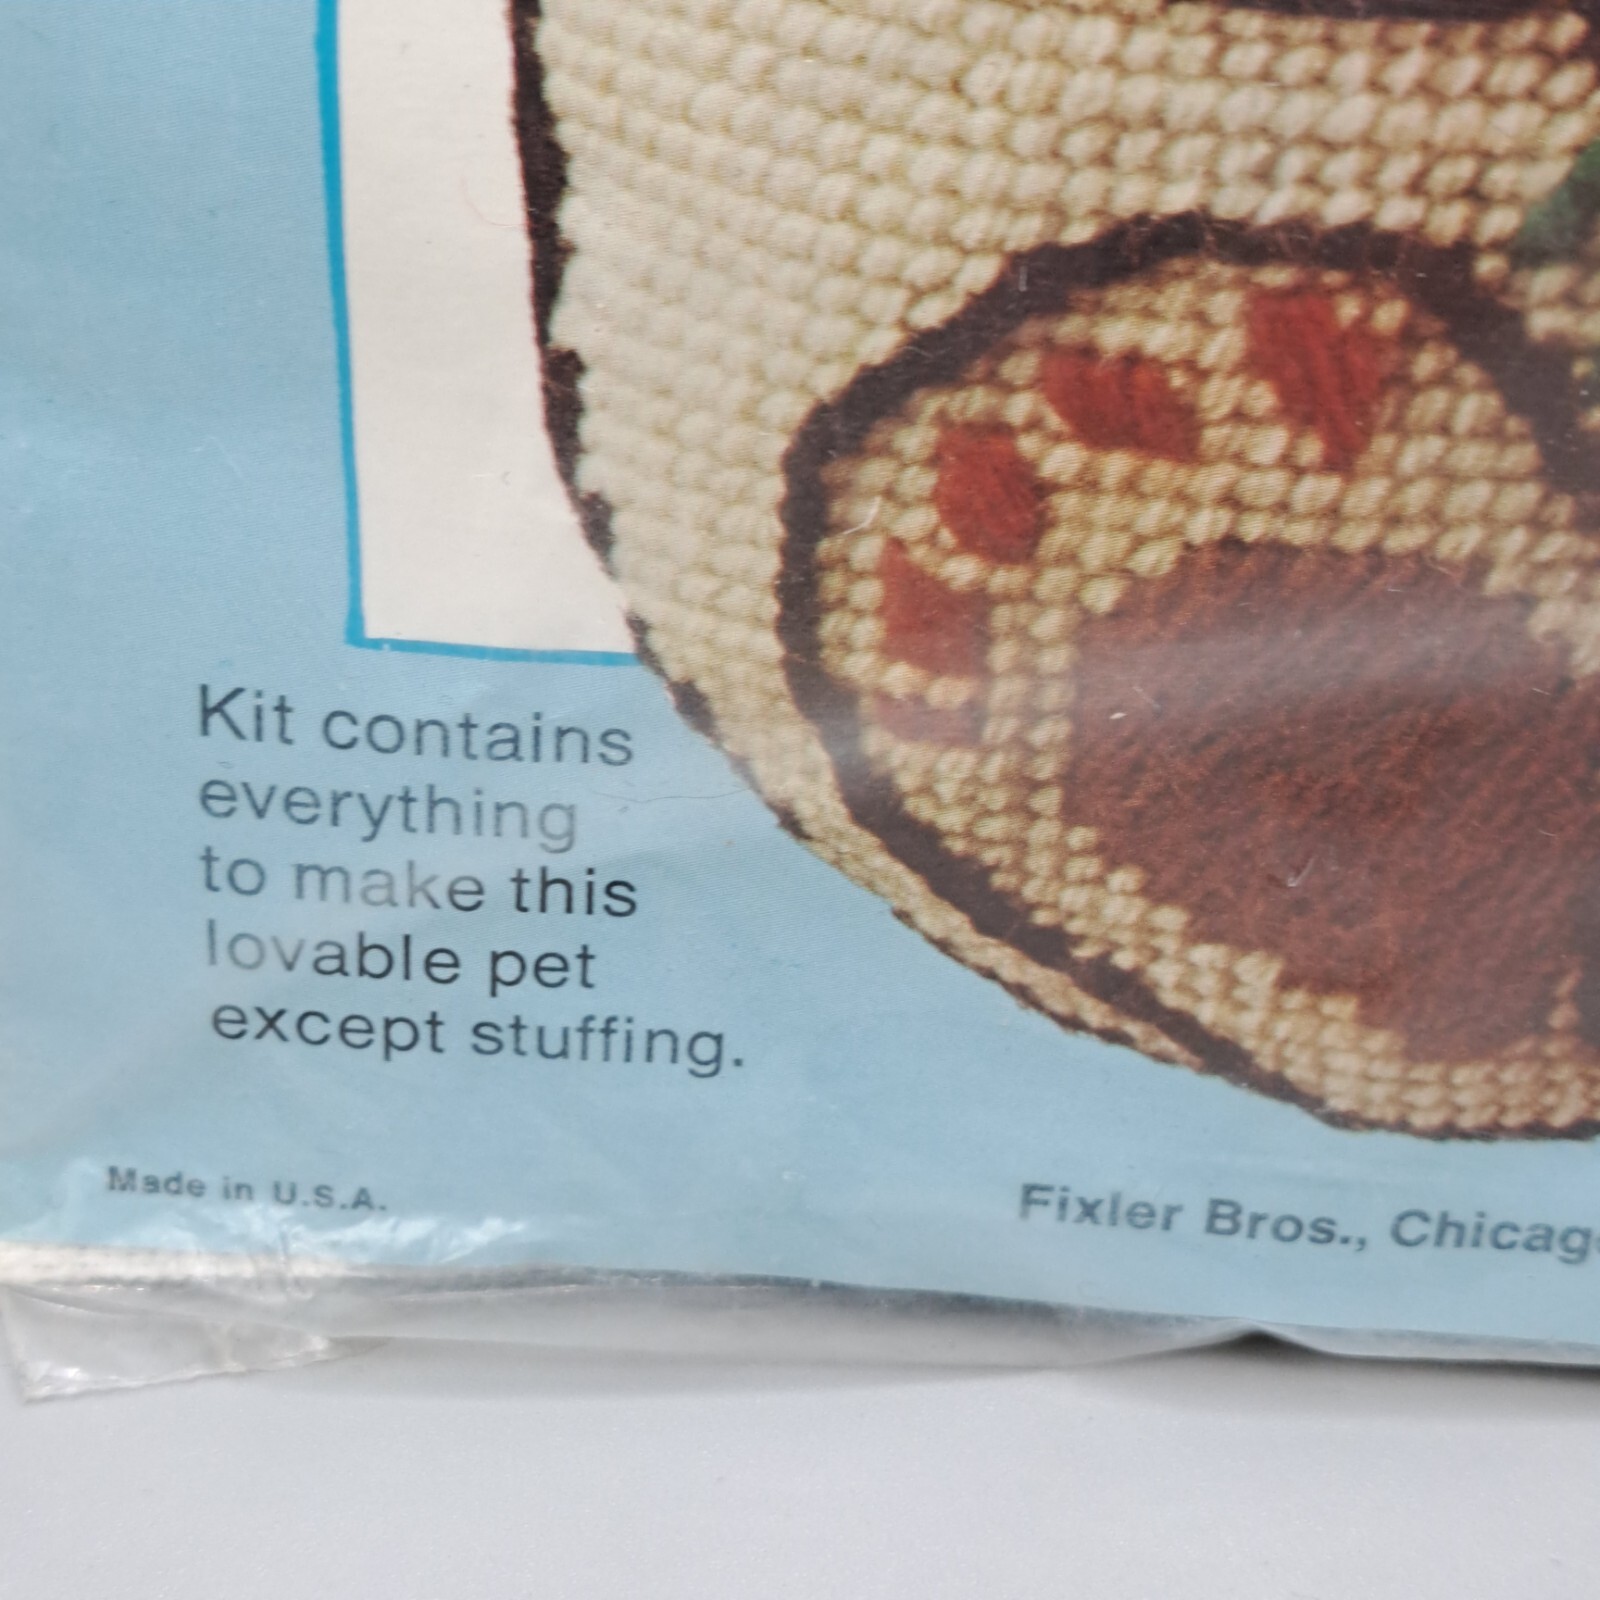 Kit contains
everything
to make this
lovable pet
except stuffing.
Made in U.S.A.
Fixler Bros., Chicag